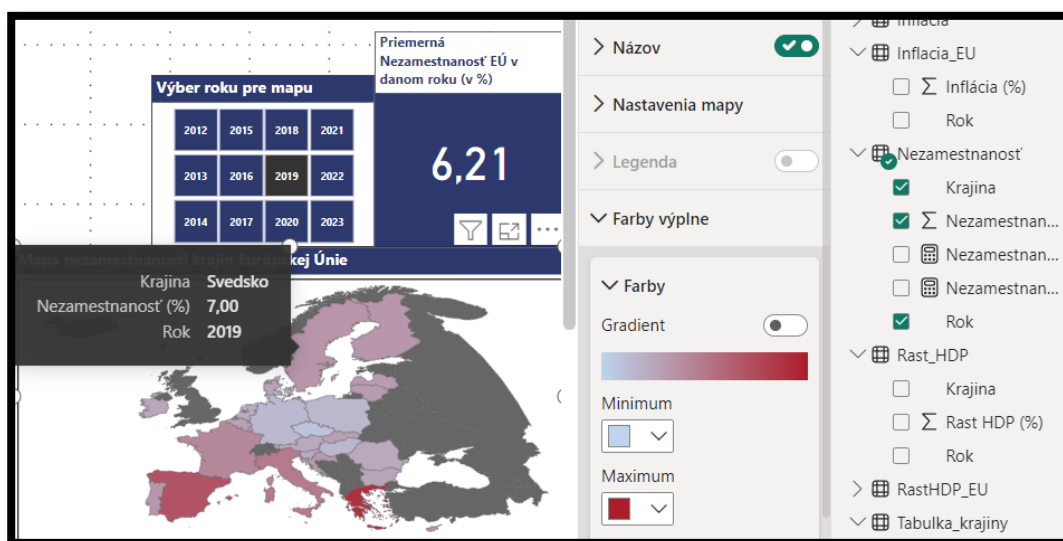 Priemerná
Nezamestnanosť EÚ v
danom roku (v %)
6,21
Výber roku pre mapu
2012 2015 2018 2021
2013 2016 2019 2022
2014 2017 2020 2023
Mapa nezamestnanosti krajín Európskej Únie
Krajina Svedsko
Nezamestnanosť (%) 7,00
Rok 2019
Názov
Nastavenia mapy
Legenda
Farby výplne
Farby
Gradient
Minimum
Maximum
Inflacia
Inflacia_EU
Inflácia (%)
Rok
Nezamestnanosť
Krajina
Nezamestnan...
Nezamestnan...
Nezamestnan...
Rok
Rast_HDP
Krajina
Rast HDP (%)
Rok
RastHDP_EU
Tabulka_krajiny